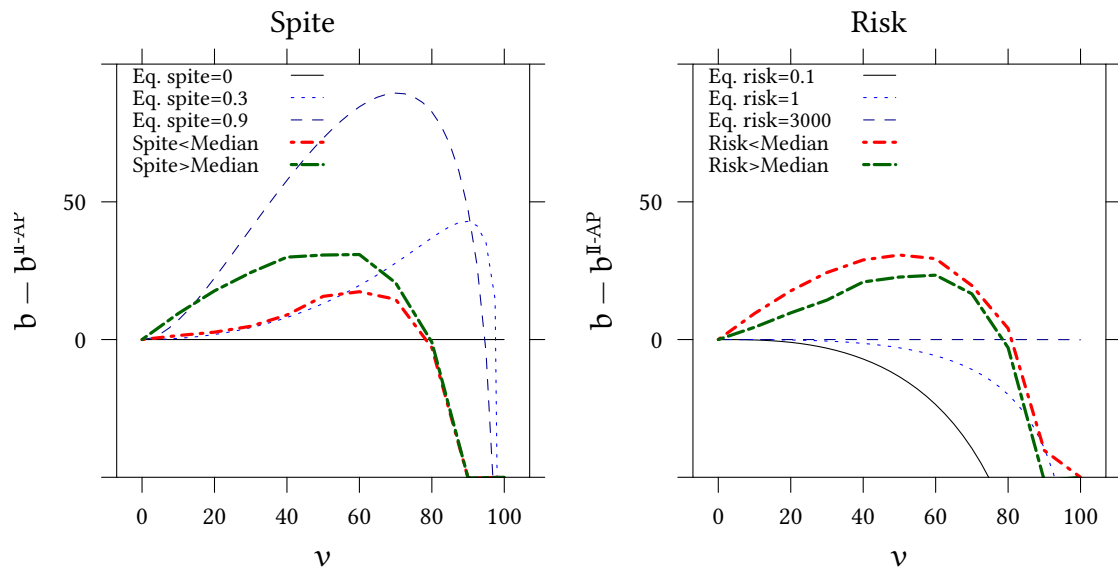 Spite
Eq. spite=0
Eq. spite=0.3
Eq. spite=0.9
Spite<Median
Spite>Median
50
0
b − b^II-AP
0 20 40 60 80 100
v
Risk
Eq. risk=0.1
Eq. risk=1
Eq. risk=3000
Risk<Median
Risk>Median
50
0
b − b^II-AP
0 20 40 60 80 100
v